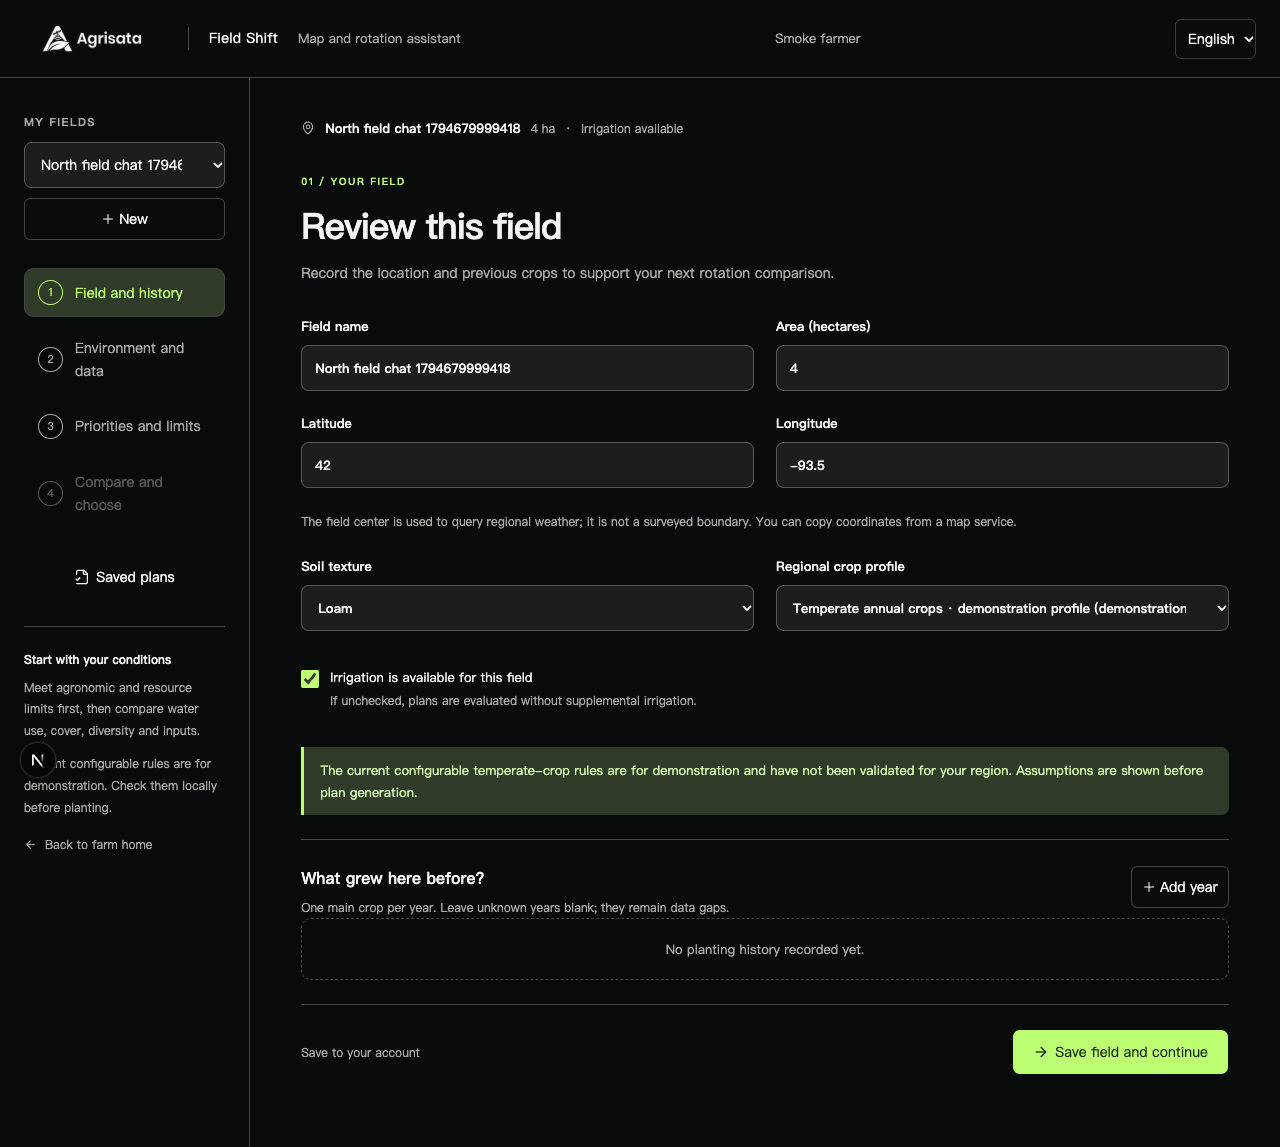 Agrisata
Field Shift
Map and rotation assistant
Smoke farmer
English
MY FIELDS
North field chat 1794
New
1
Field and history
2
Environment and
data
3
Priorities and limits
4
Compare and
choose
Saved plans
Start with your conditions
Meet agronomic and resource
limits first, then compare water
use, cover, diversity and inputs.
nt configurable rules are for
demonstration. Check them locally
before planting.
N
Back to farm home
North field chat 1794679999418
4 ha · Irrigation available
01 / YOUR FIELD
Review this field
Record the location and previous crops to support your next rotation comparison.
Field name
North field chat 1794679999418
Area (hectares)
4
Latitude
42
Longitude
-93.5
The field center is used to query regional weather; it is not a surveyed boundary. You can copy coordinates from a map service.
Soil texture
Loam
Regional crop profile
Temperate annual crops · demonstration profile (demonstration
Irrigation is available for this field
If unchecked, plans are evaluated without supplemental irrigation.
The current configurable temperate-crop rules are for demonstration and have not been validated for your region. Assumptions are shown before
plan generation.
What grew here before?
One main crop per year. Leave unknown years blank; they remain data gaps.
Add year
No planting history recorded yet.
Save to your account
Save field and continue